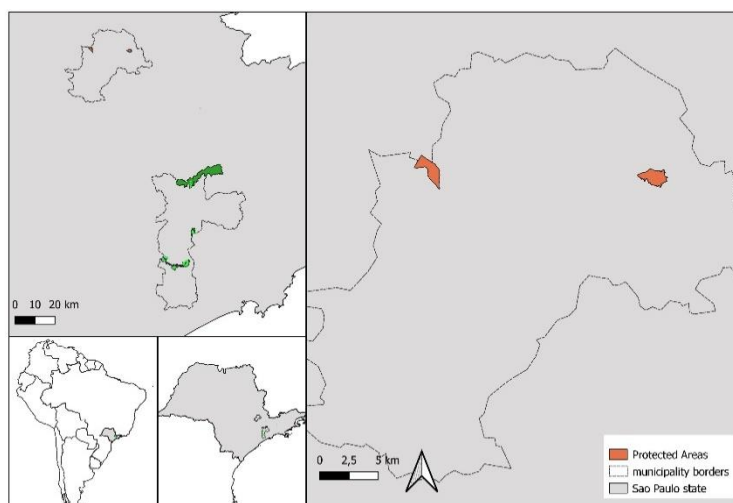 0 10 20 km
0 2,5 5 km
Protected Areas
municipality borders
Sao Paulo state